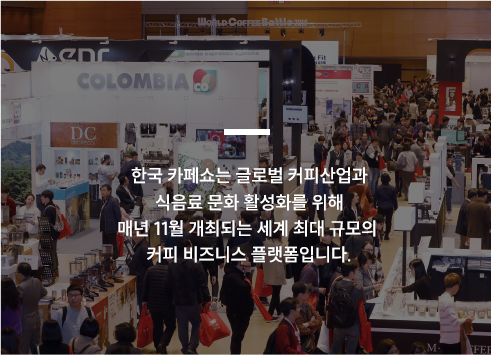 WORLD COFFEE Battle
COLOMBIA
CO
DC
한국 카페쇼는 글로벌 커피산업과
식음료 문화 활성화를 위해
매년 11월 개최되는 세계 최대 규모의
커피 비즈니스 플랫폼입니다.